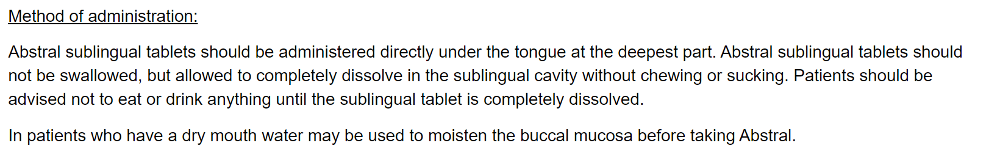 Method of administration:
Abstral sublingual tablets should be administered directly under the tongue at the deepest part. Abstral sublingual tablets should
not be swallowed, but allowed to completely dissolve in the sublingual cavity without chewing or sucking. Patients should be
advised not to eat or drink anything until the sublingual tablet is completely dissolved.
In patients who have a dry mouth water may be used to moisten the buccal mucosa before taking Abstral.